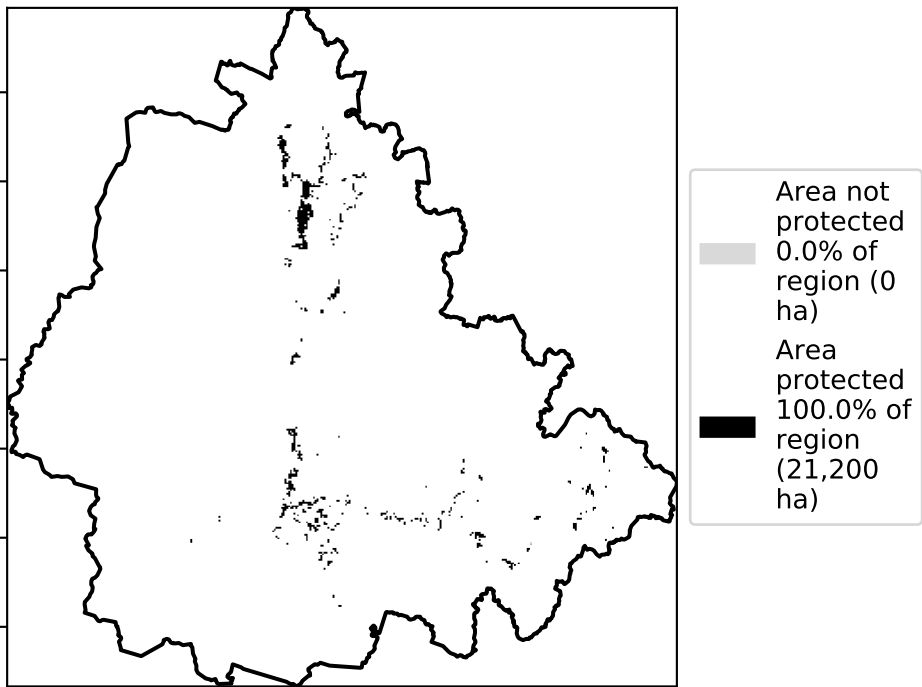 Area not
protected
0.0% of
region (0
ha)
Area
protected
100.0% of
region
(21,200
ha)